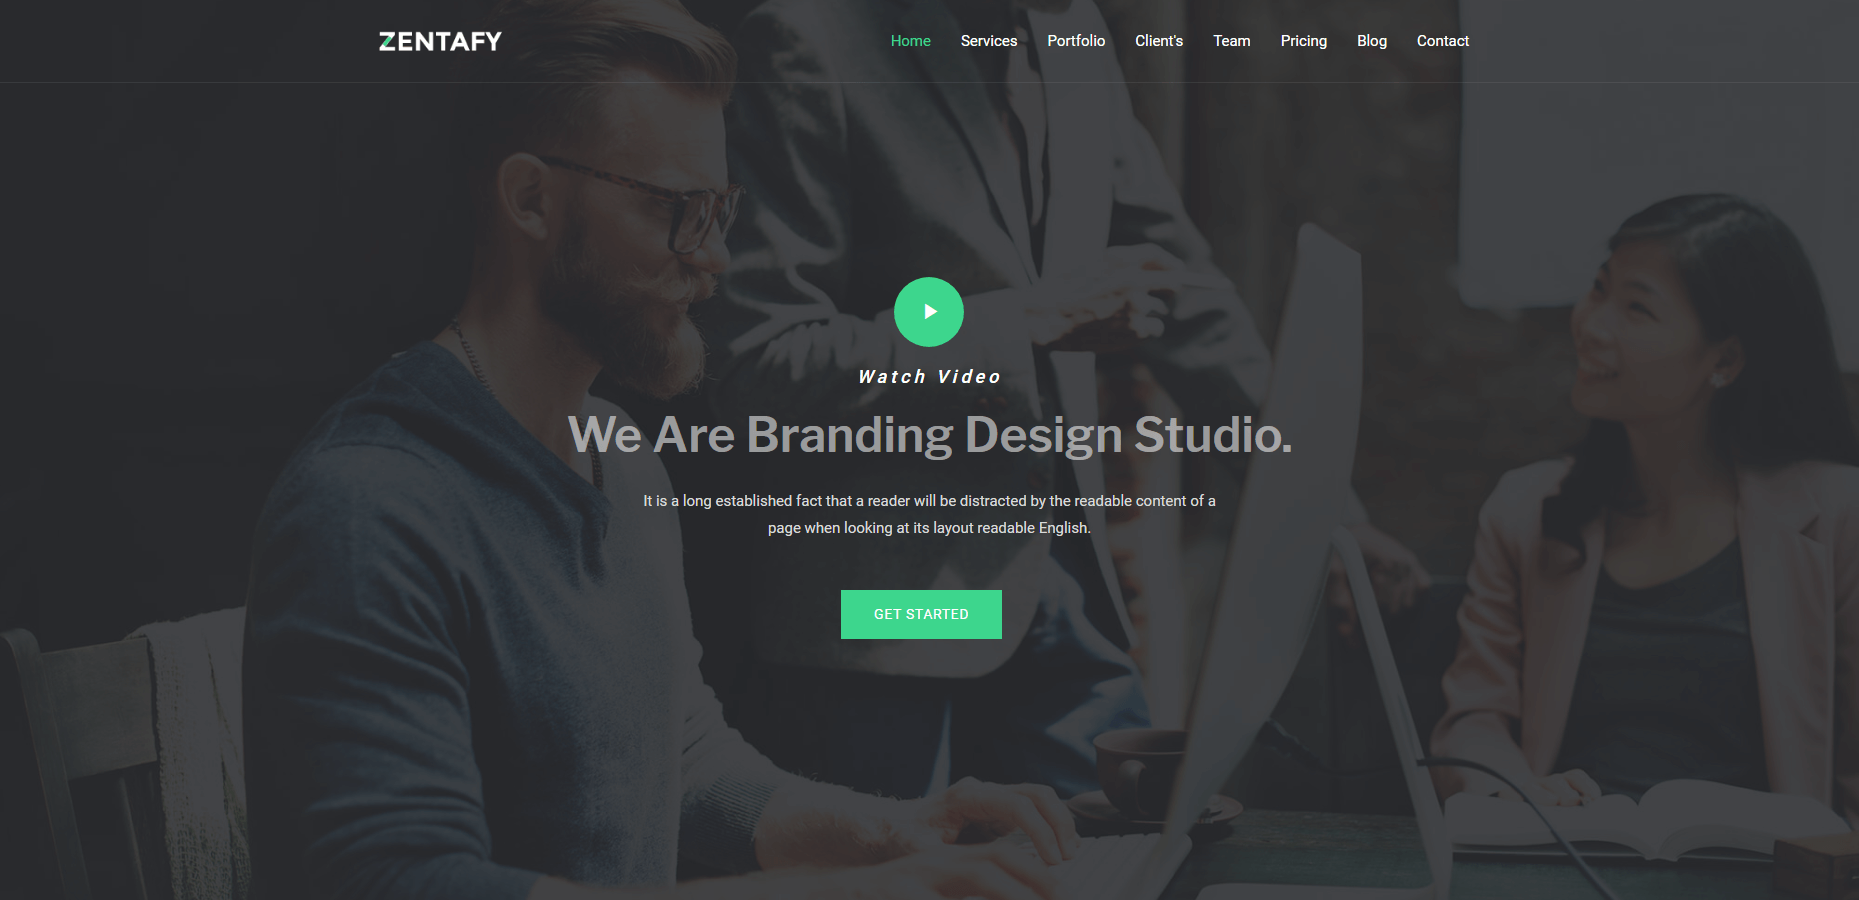 ZENTAFY
Home Services Portfolio Client's Team Pricing Blog Contact
Watch Video
We Are Branding Design Studio.
It is a long established fact that a reader will be distracted by the readable content of a
page when looking at its layout readable English.
GET STARTED